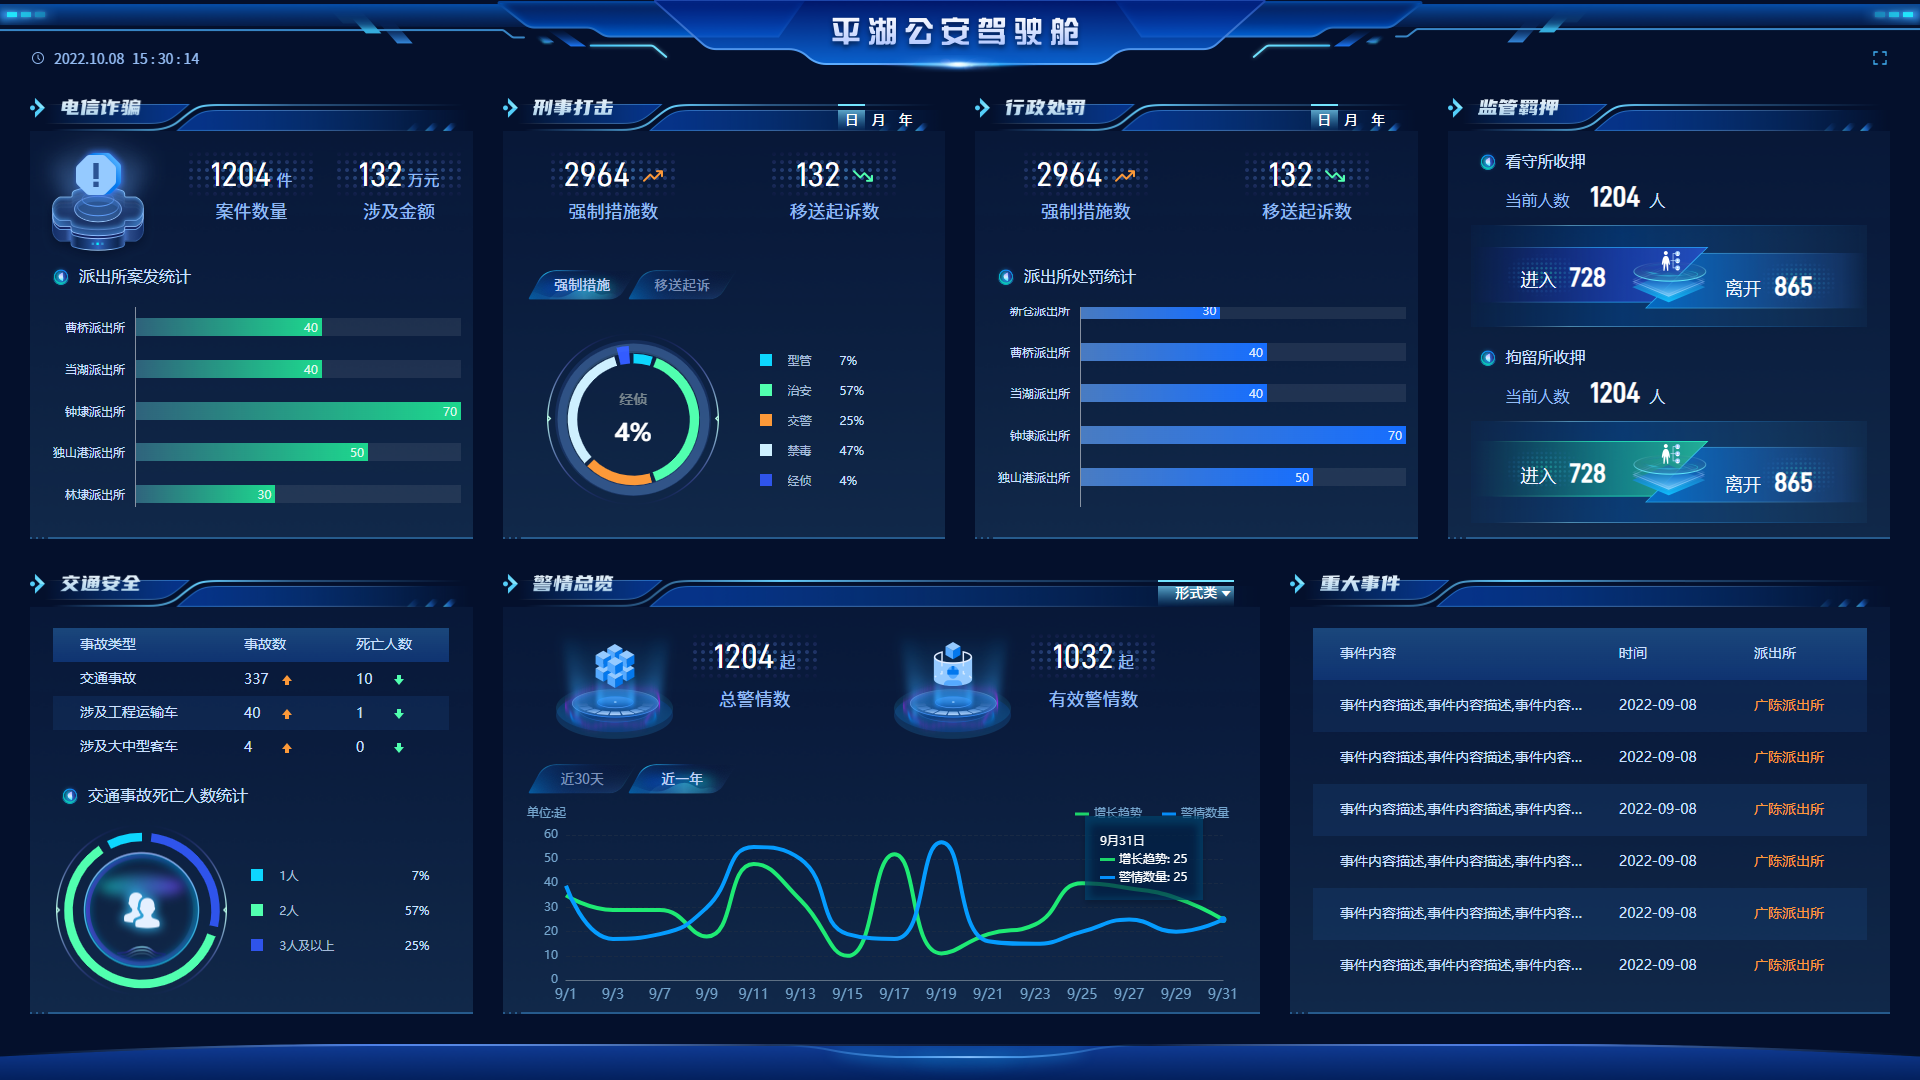 平湖公安驾驶舱
2022.10.08 15:30:14
电信诈骗
1204 件
案件数量
132 万元
涉及金额
派出所案发统计
曹桥派出所 40
当湖派出所 40
钟埭派出所 70
独山港派出所 50
林埭派出所 30
刑事打击
日 月 年
2964
强制措施数
132
移送起诉数
强制措施 移送起诉
经侦
4%
型管 7%
治安 57%
交警 25%
禁毒 47%
经侦 4%
行政处罚
日 月 年
2964
强制措施数
132
移送起诉数
派出所处罚统计
新仓派出所 30
曹桥派出所 40
当湖派出所 40
钟埭派出所 70
独山港派出所 50
监管羁押
看守所收押
当前人数 1204 人
进入 728
离开 865
拘留所收押
当前人数 1204 人
进入 728
离开 865
交通安全
事故类型 事故数 死亡人数
交通事故 337 10
涉及工程运输车 40 1
涉及大中型客车 4 0
交通事故死亡人数统计
1人 7%
2人 57%
3人及以上 25%
警情总览
形式类
1204 起
总警情数
1032 起
有效警情数
近30天 近一年
单位:起
增长趋势 警情数量
60
50
40
30
20
10
0
9/1 9/3 9/7 9/9 9/11 9/13 9/15 9/17 9/19 9/21 9/23 9/25 9/27 9/29 9/31
9月31日
增长趋势: 25
警情数量: 25
重大事件
事件内容 时间 派出所
事件内容描述,事件内容描述,事件内容... 2022-09-08 广陈派出所
事件内容描述,事件内容描述,事件内容... 2022-09-08 广陈派出所
事件内容描述,事件内容描述,事件内容... 2022-09-08 广陈派出所
事件内容描述,事件内容描述,事件内容... 2022-09-08 广陈派出所
事件内容描述,事件内容描述,事件内容... 2022-09-08 广陈派出所
事件内容描述,事件内容描述,事件内容... 2022-09-08 广陈派出所